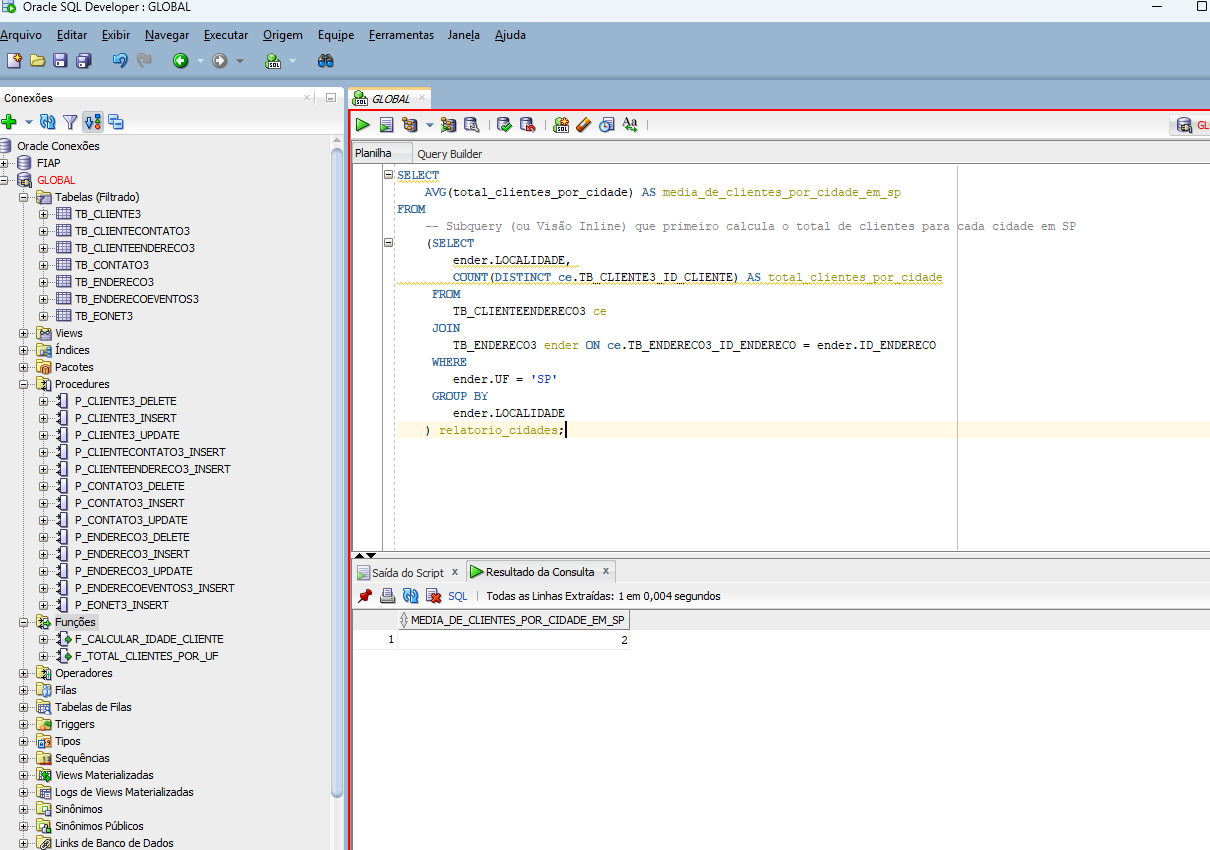 Oracle SQL Developer : GLOBAL
Arquivo Editar Exibir Navegar Executar Origem Equipe Ferramentas Janela Ajuda
Conexões
Oracle Conexões
FIAP
GLOBAL
Tabelas (Filtrado)
TB_CLIENTE3
TB_CLIENTECONTATO3
TB_CLIENTEENDERECO3
TB_CONTATO3
TB_ENDERECO3
TB_ENDERECOEVENTOS3
TB_EONET3
Views
Índices
Pacotes
Procedures
P_CLIENTE3_DELETE
P_CLIENTE3_INSERT
P_CLIENTE3_UPDATE
P_CLIENTECONTATO3_INSERT
P_CLIENTEENDERECO3_INSERT
P_CONTATO3_DELETE
P_CONTATO3_INSERT
P_CONTATO3_UPDATE
P_ENDERECO3_DELETE
P_ENDERECO3_INSERT
P_ENDERECO3_UPDATE
P_ENDERECOEVENTOS3_INSERT
P_EONET3_INSERT
Funções
F_CALCULAR_IDADE_CLIENTE
F_TOTAL_CLIENTES_POR_UF
Operadores
Filas
Tabelas de Filas
Triggers
Tipos
Sequências
Views Materializadas
Logs de Views Materializadas
Sinônimos
Sinônimos Públicos
Links de Banco de Dados
GLOBAL
GL
Planilha Query Builder
SELECT
AVG(total_clientes_por_cidade) AS media_de_clientes_por_cidade_em_sp
FROM
-- Subquery (ou Visão Inline) que primeiro calcula o total de clientes para cada cidade em SP
(SELECT
ender.LOCALIDADE,
COUNT(DISTINCT ce.TB_CLIENTE3_ID_CLIENTE) AS total_clientes_por_cidade
FROM
TB_CLIENTEENDERECO3 ce
JOIN
TB_ENDERECO3 ender ON ce.TB_ENDERECO3_ID_ENDERECO = ender.ID_ENDERECO
WHERE
ender.UF = 'SP'
GROUP BY
ender.LOCALIDADE
) relatorio_cidades;
Saída do Script x Resultado da Consulta x
SQL | Todas as Linhas Extraídas: 1 em 0,004 segundos
MEDIA_DE_CLIENTES_POR_CIDADE_EM_SP
1 2